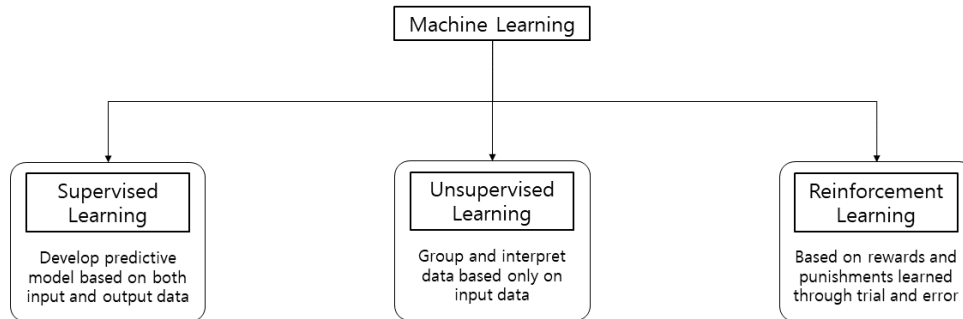 Machine Learning
Supervised
Learning
Develop predictive
model based on both
input and output data
Unsupervised
Learning
Group and interpret
data based only on
input data
Reinforcement
Learning
Based on rewards and
punishments learned
through trial and error